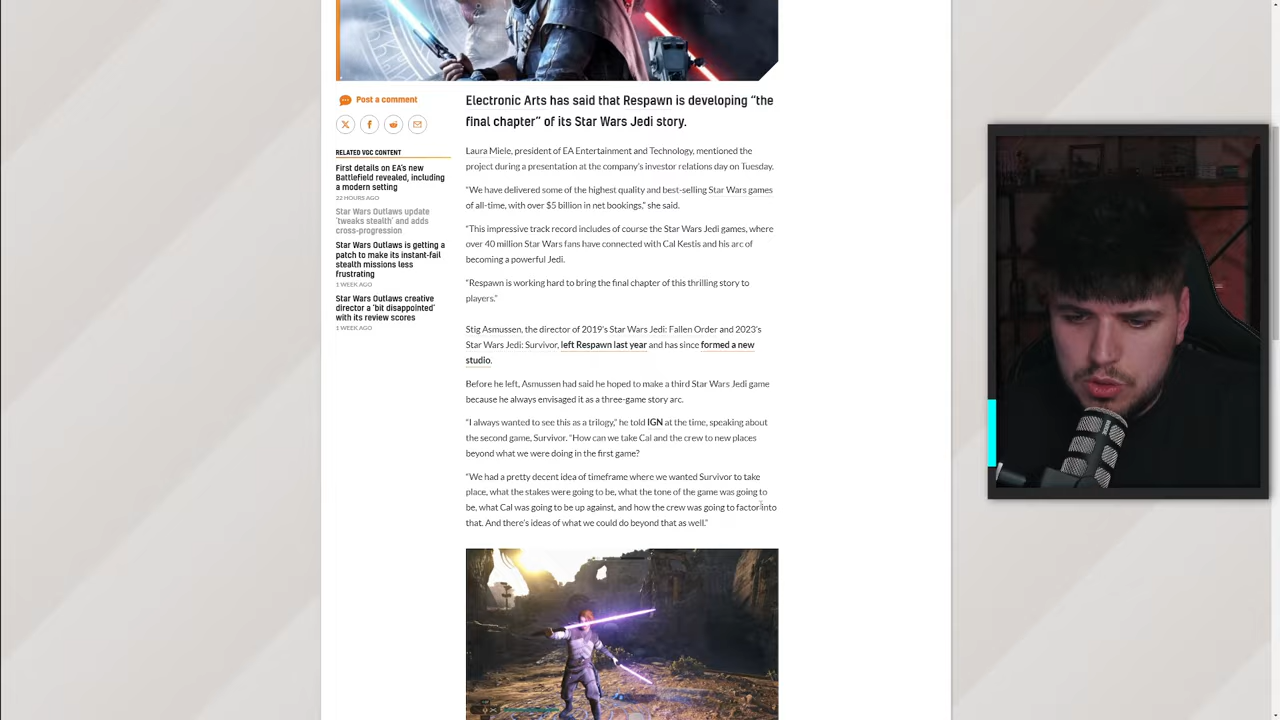 Post a comment
RELATED VGC CONTENT
First details on EA's new
Battlefield revealed, including
a modern setting
22 HOURS AGO
Star Wars Outlaws update
'tweaks stealth' and adds
cross-progression
Star Wars Outlaws is getting a
patch to make its instant-fail
stealth missions less
frustrating
1 WEEK AGO
Star Wars Outlaws creative
director a 'bit disappointed'
with its review scores
1 WEEK AGO
Electronic Arts has said that Respawn is developing “the
final chapter” of its Star Wars Jedi story.
Laura Miele, president of EA Entertainment and Technology, mentioned the
project during a presentation at the company's investor relations day on Tuesday.
“We have delivered some of the highest quality and best-selling Star Wars games
of all-time, with over $5 billion in net bookings,” she said.
“This impressive track record includes of course the Star Wars Jedi games, where
over 40 million Star Wars fans have connected with Cal Kestis and his arc of
becoming a powerful Jedi.
“Respawn is working hard to bring the final chapter of this thrilling story to
players.”
Stig Asmussen, the director of 2019's Star Wars Jedi: Fallen Order and 2023's
Star Wars Jedi: Survivor, left Respawn last year and has since formed a new
studio.
Before he left, Asmussen had said he hoped to make a third Star Wars Jedi game
because he always envisaged it as a three-game story arc.
“I always wanted to see this as a trilogy,” he told IGN at the time, speaking about
the second game, Survivor. “How can we take Cal and the crew to new places
beyond what we were doing in the first game?
“We had a pretty decent idea of timeframe where we wanted Survivor to take
place, what the stakes were going to be, what the tone of the game was going to
be, what Cal was going to be up against, and how the crew was going to factor into
that. And there's ideas of what we could do beyond that as well.”